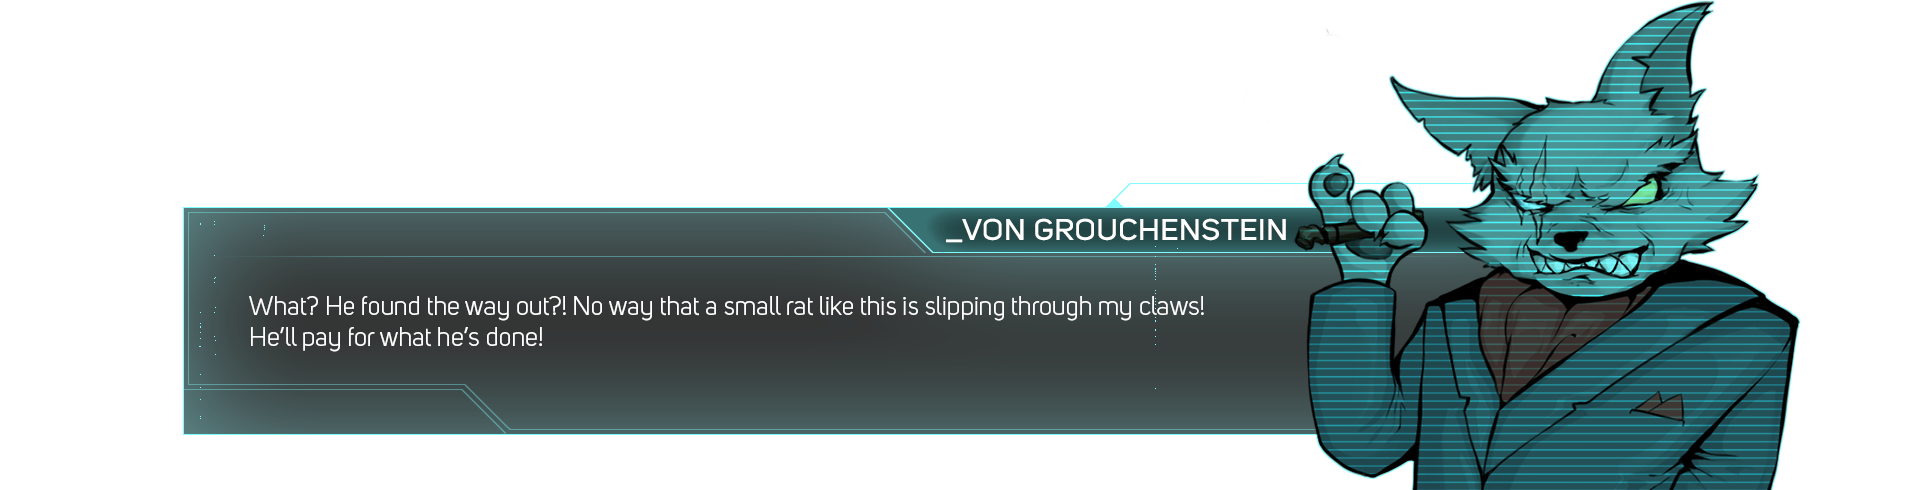 _VON GROUCHENSTEIN
What? He found the way out?! No way that a small rat like this is slipping through my claws!
He'll pay for what he's done!